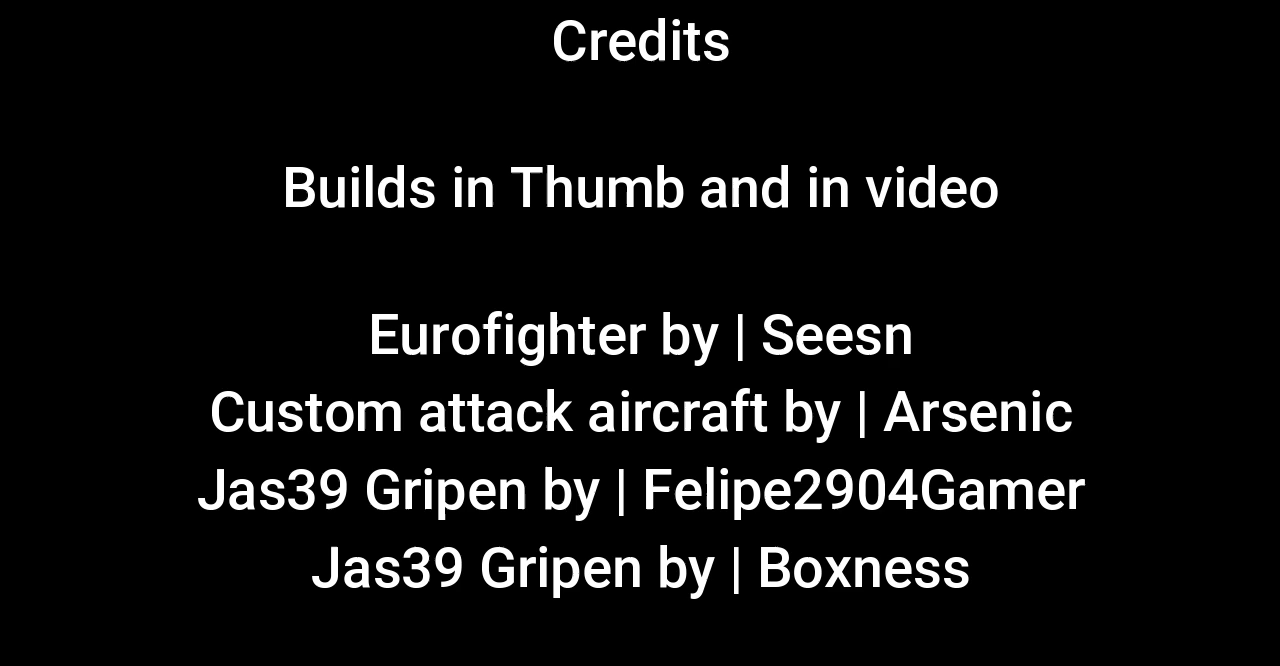 Credits
Builds in Thumb and in video
Eurofighter by | Seesn
Custom attack aircraft by | Arsenic
Jas39 Gripen by | Felipe2904Gamer
Jas39 Gripen by | Boxness